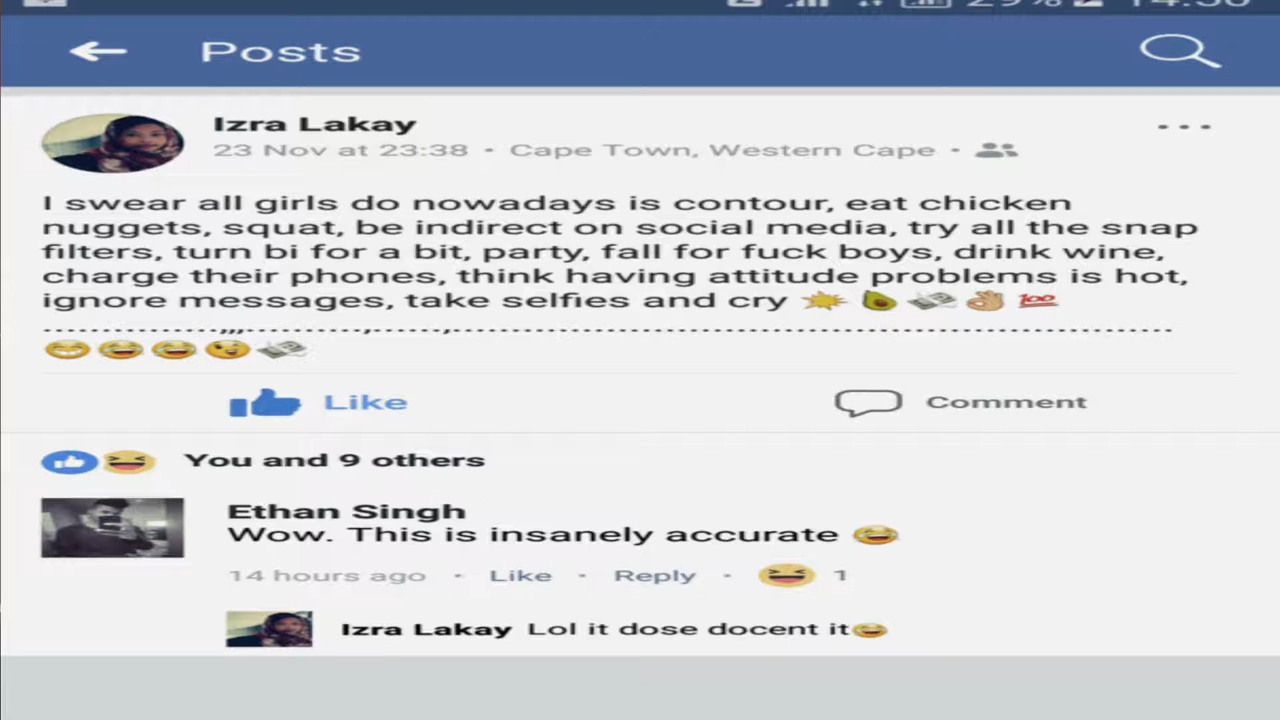 Posts
Izra Lakay
23 Nov at 23:38 · Cape Town, Western Cape ·
I swear all girls do nowadays is contour, eat chicken
nuggets, squat, be indirect on social media, try all the snap
filters, turn bi for a bit, party, fall for fuck boys, drink wine,
charge their phones, think having attitude problems is hot,
ignore messages, take selfies and cry 💥 🥑 💸 👌🏼 💯
😁😂😂😉💸
Like
Comment
You and 9 others
Ethan Singh
Wow. This is insanely accurate 😂
14 hours ago · Like · Reply · 😆 1
Izra Lakay Lol it dose docent it😂